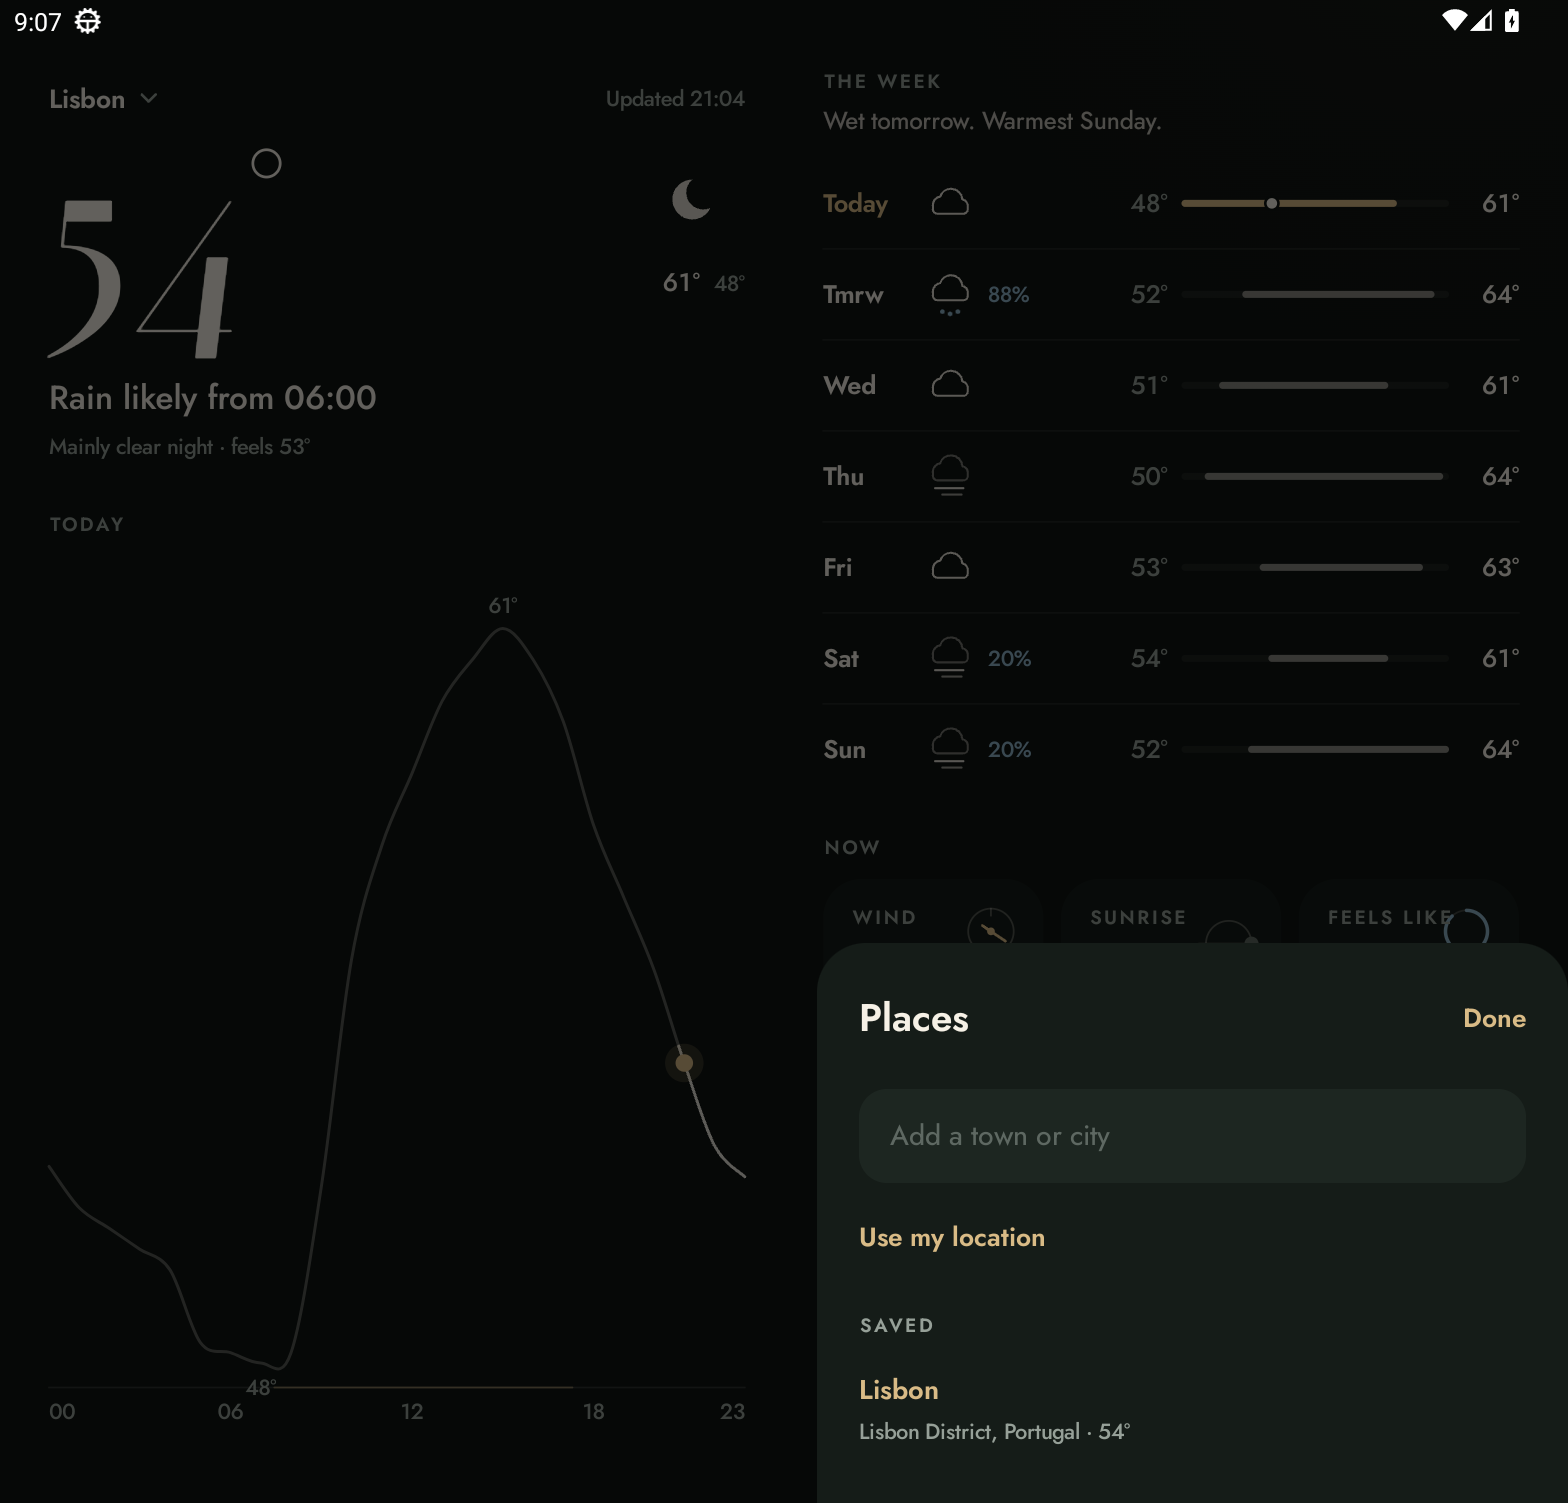 9:07
Lisbon
Updated 21:04
54°
61° 48°
Rain likely from 06:00
Mainly clear night · feels 53°
TODAY
61°
48°
00 06 12 18 23
THE WEEK
Wet tomorrow. Warmest Sunday.
Today 48° 61°
Tmrw 88% 52° 64°
Wed 51° 61°
Thu 50° 64°
Fri 53° 63°
Sat 20% 54° 61°
Sun 20% 52° 64°
NOW
WIND SUNRISE FEELS LIKE
Places
Done
Add a town or city
Use my location
SAVED
Lisbon
Lisbon District, Portugal · 54°